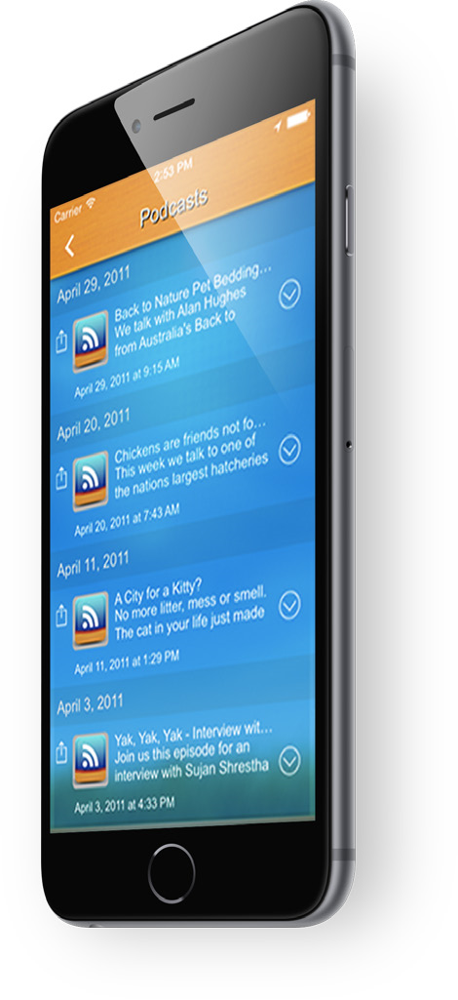 Carrier 2:53 PM
Podcasts
April 29, 2011
Back to Nature Pet Bedding...
We talk with Alan Hughes
from Australia's Back to
April 29, 2011 at 9:15 AM
April 20, 2011
Chickens are friends not fo...
This week we talk to one of
the nations largest hatcheries
April 20, 2011 at 7:43 AM
April 11, 2011
A City for a Kitty?
No more litter, mess or smell.
The cat in your life just made
April 11, 2011 at 1:29 PM
April 3, 2011
Yak, Yak, Yak - Interview wit...
Join us this episode for an
interview with Sujan Shrestha
April 3, 2011 at 4:33 PM